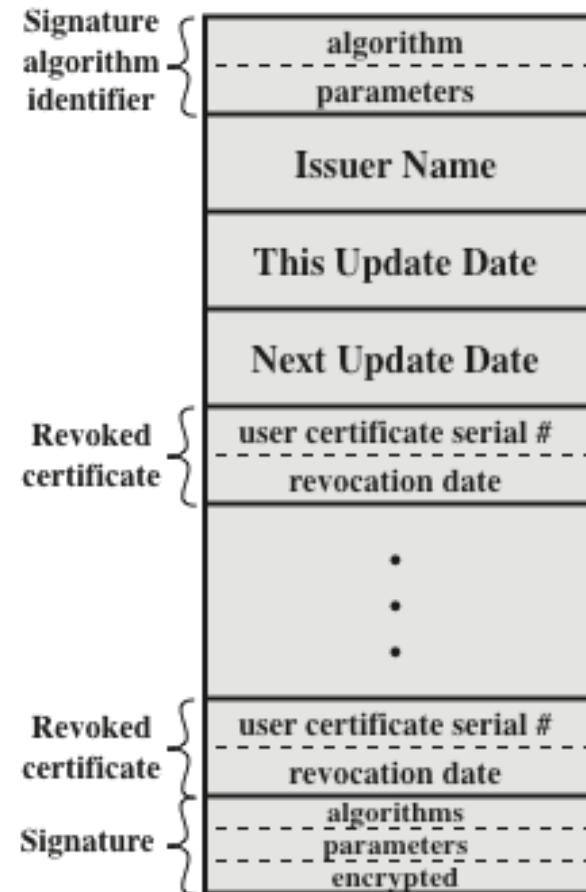 Signature
algorithm
identifier
algorithm
parameters
Issuer Name
This Update Date
Next Update Date
Revoked
certificate
user certificate serial #
revocation date
Revoked
certificate
user certificate serial #
revocation date
Signature
algorithms
parameters
encrypted